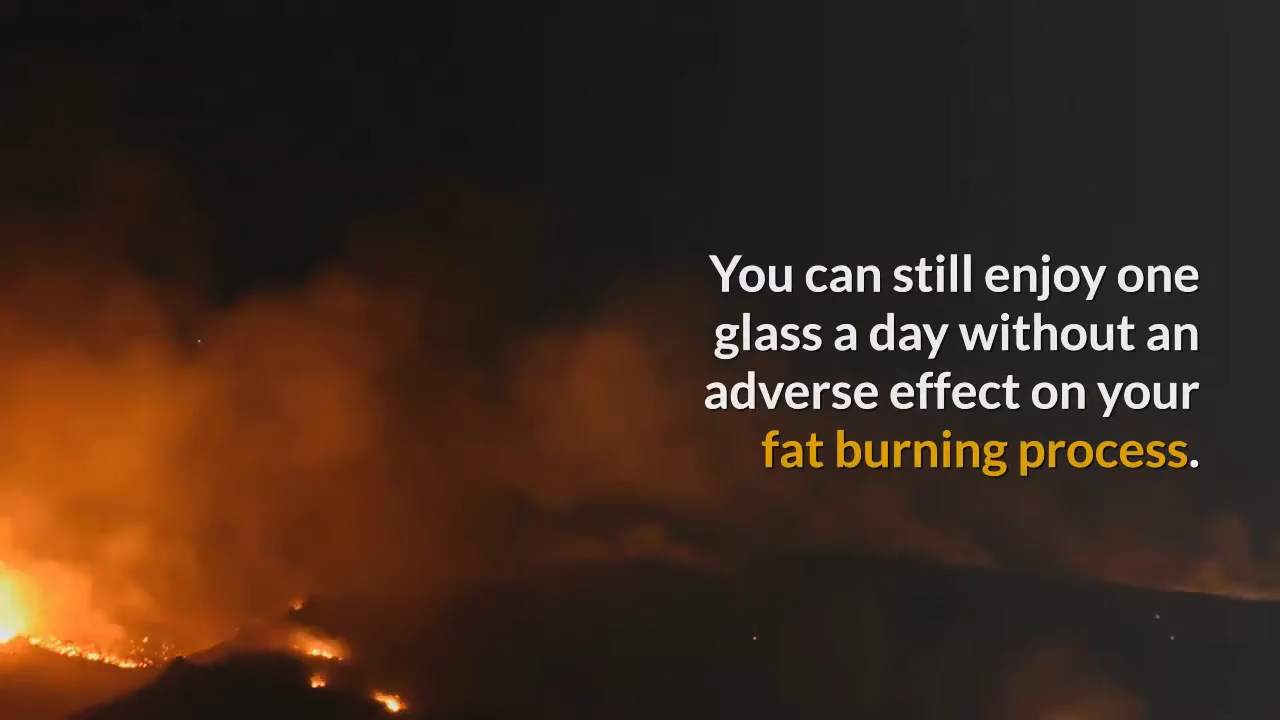 You can still enjoy one
glass a day without an
adverse effect on your
fat burning process.